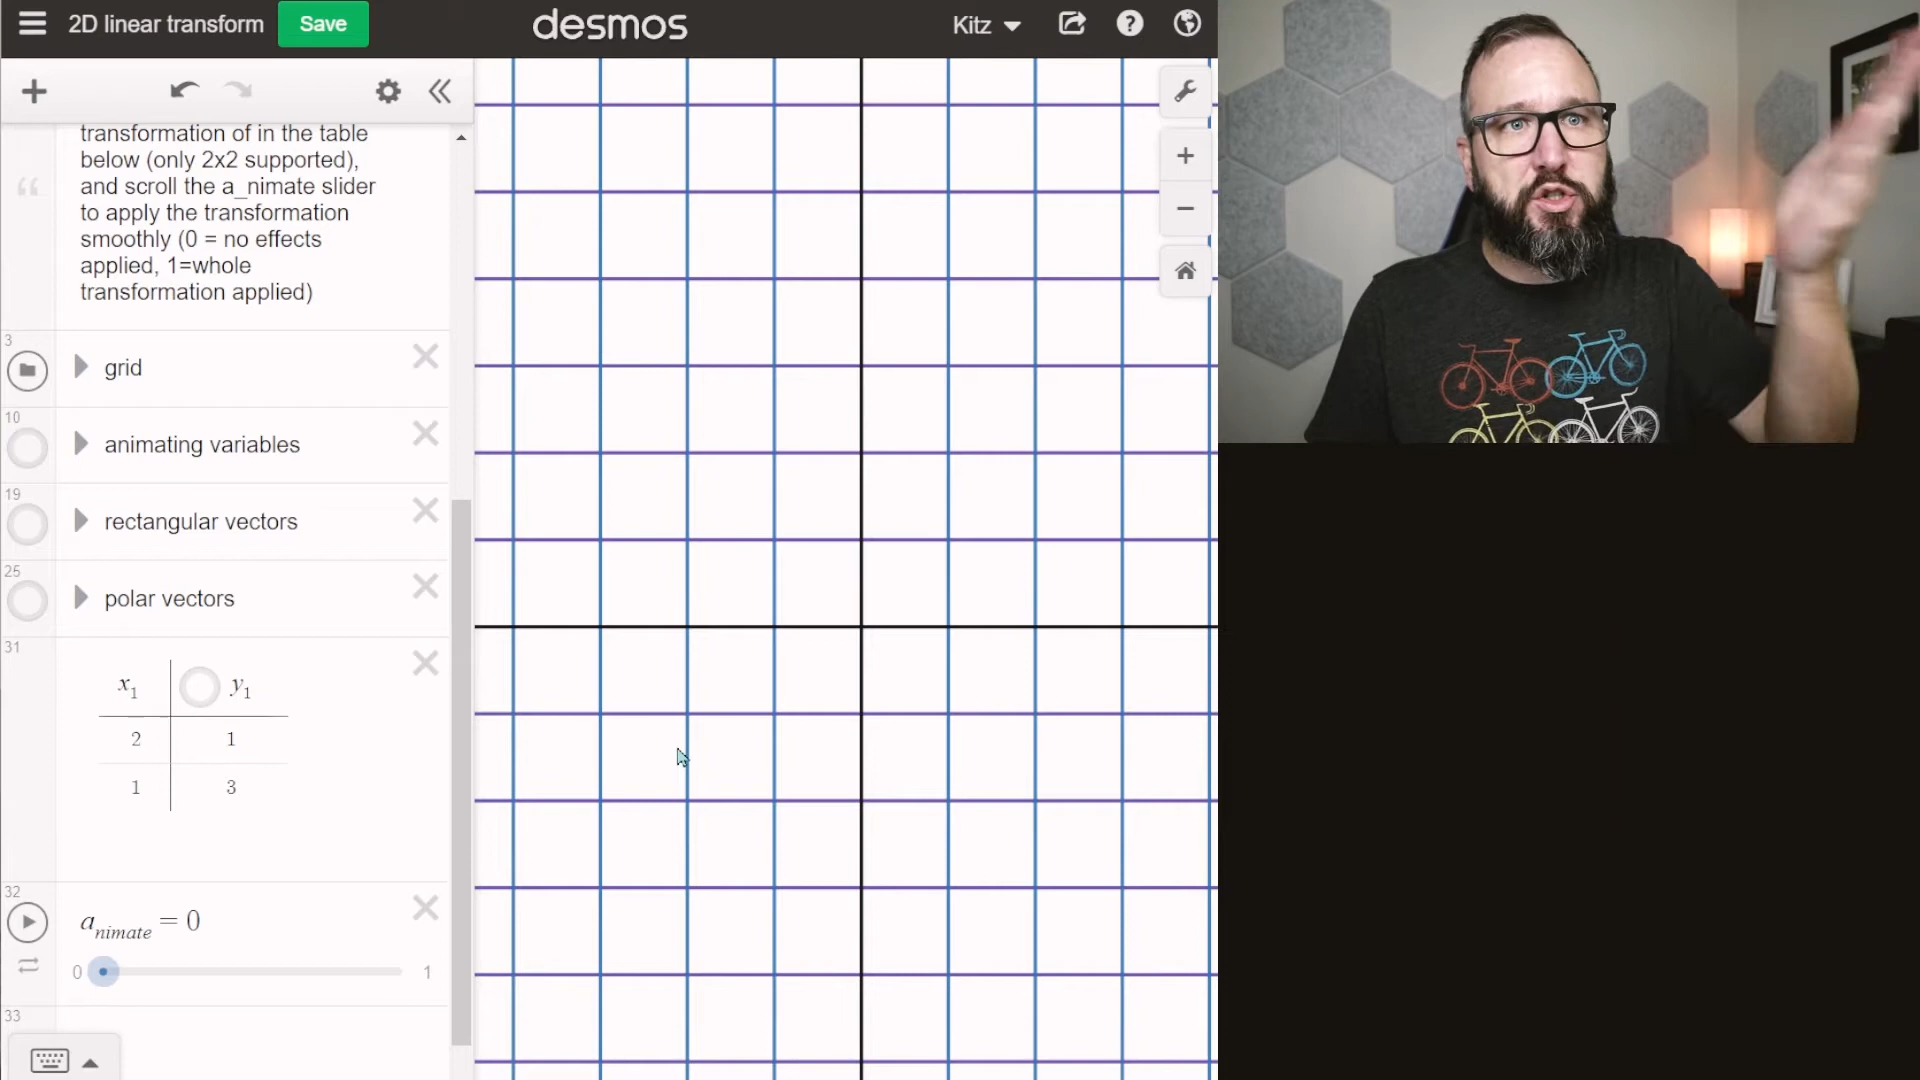 2D linear transform
Save
desmos
Kitz
transformation of in the table
below (only 2x2 supported),
and scroll the a_nimate slider
to apply the transformation
smoothly (0 = no effects
applied, 1=whole
transformation applied)
3
grid
10
animating variables
19
rectangular vectors
25
polar vectors
31
x1 y1
2 1
1 3
32
animate = 0
0 1
33